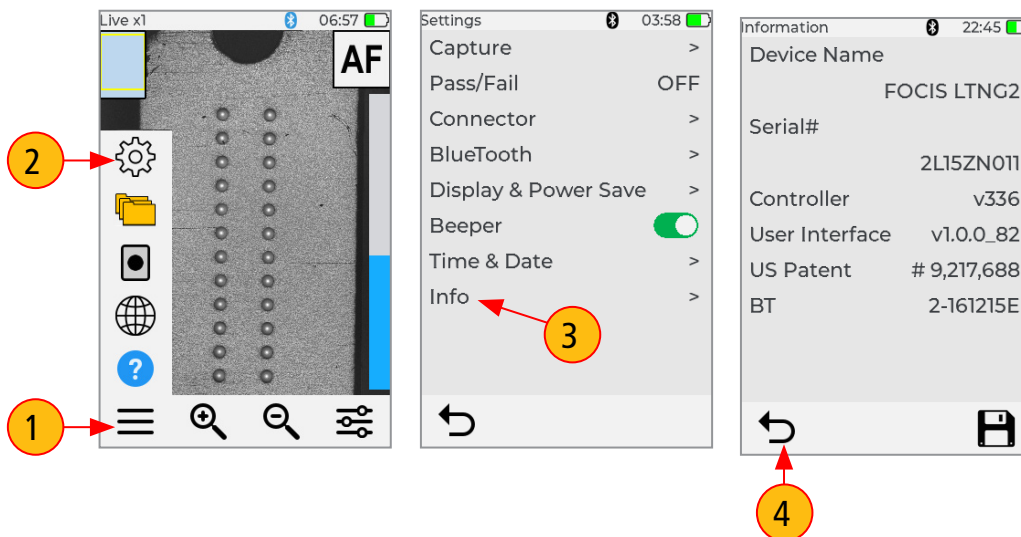 Live x1 06:57
AF
2
1
Settings 03:58
Capture >
Pass/Fail OFF
Connector >
BlueTooth >
Display & Power Save >
Beeper
Time & Date >
Info >
3
Information 22:45
Device Name
FOCIS LTNG2
Serial#
2L15ZN011
Controller v336
User Interface v1.0.0_82
US Patent # 9,217,688
BT 2-161215E
4